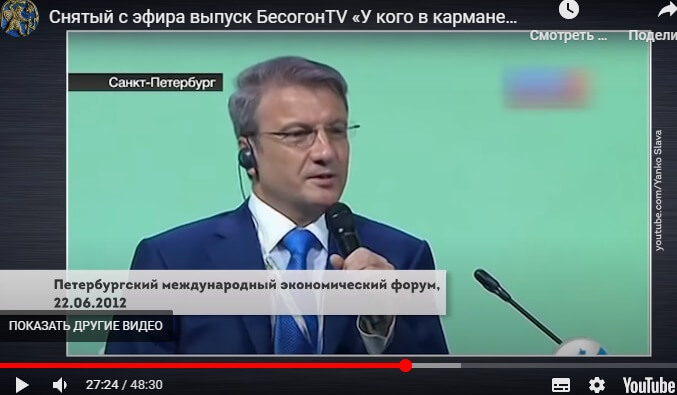 Снятый с эфира выпуск БесогонTV «У кого в кармане...
Смотреть ...
Подели
Санкт-Петербург
youtube.com/Yanko Slava
Петербургский международный экономический форум,
22.06.2012
ПОКАЗАТЬ ДРУГИЕ ВИДЕО
27:24 / 48:30
YouTube